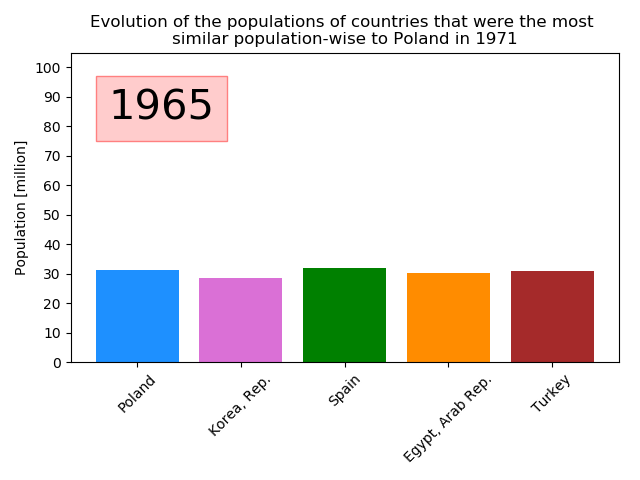 Evolution of the populations of countries that were the most
similar population-wise to Poland in 1971
100
90
80
70
60
50
40
30
20
10
0
Population [million]
1965
Poland
Korea, Rep.
Spain
Egypt, Arab Rep.
Turkey